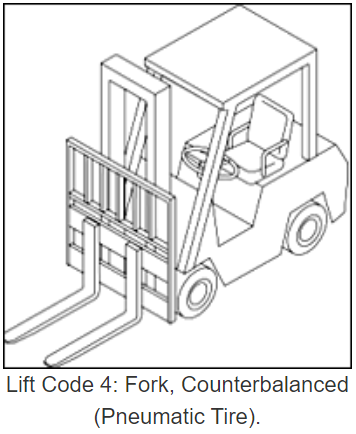 Lift Code 4: Fork, Counterbalanced
(Pneumatic Tire).